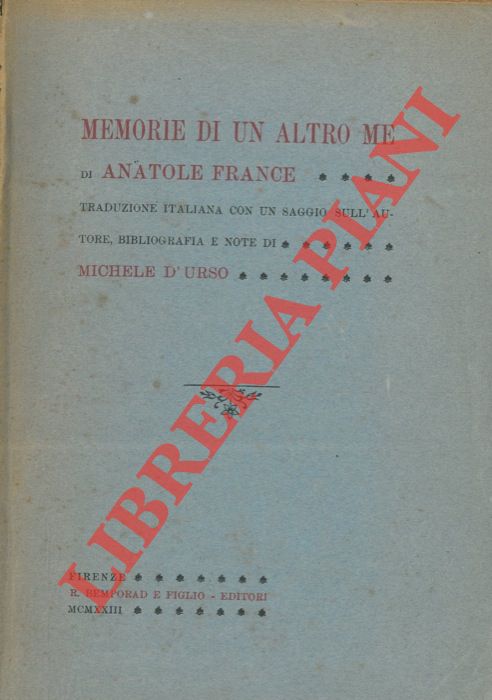 MEMORIE DI UN ALTRO ME
DI ANATOLE FRANCE
TRADUZIONE ITALIANA CON UN SAGGIO SULL'AU-
TORE, BIBLIOGRAFIA E NOTE DI
MICHELE D'URSO
LIBRERIA PIANI
FIRENZE
R. BEMPORAD E FIGLIO - EDITORI
MCMXXIII